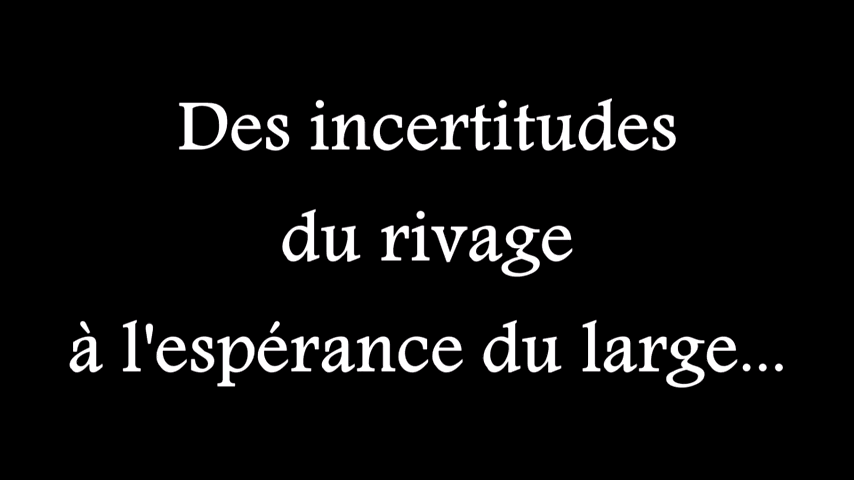 Des incertitudes
du rivage
à l'espérance du large...